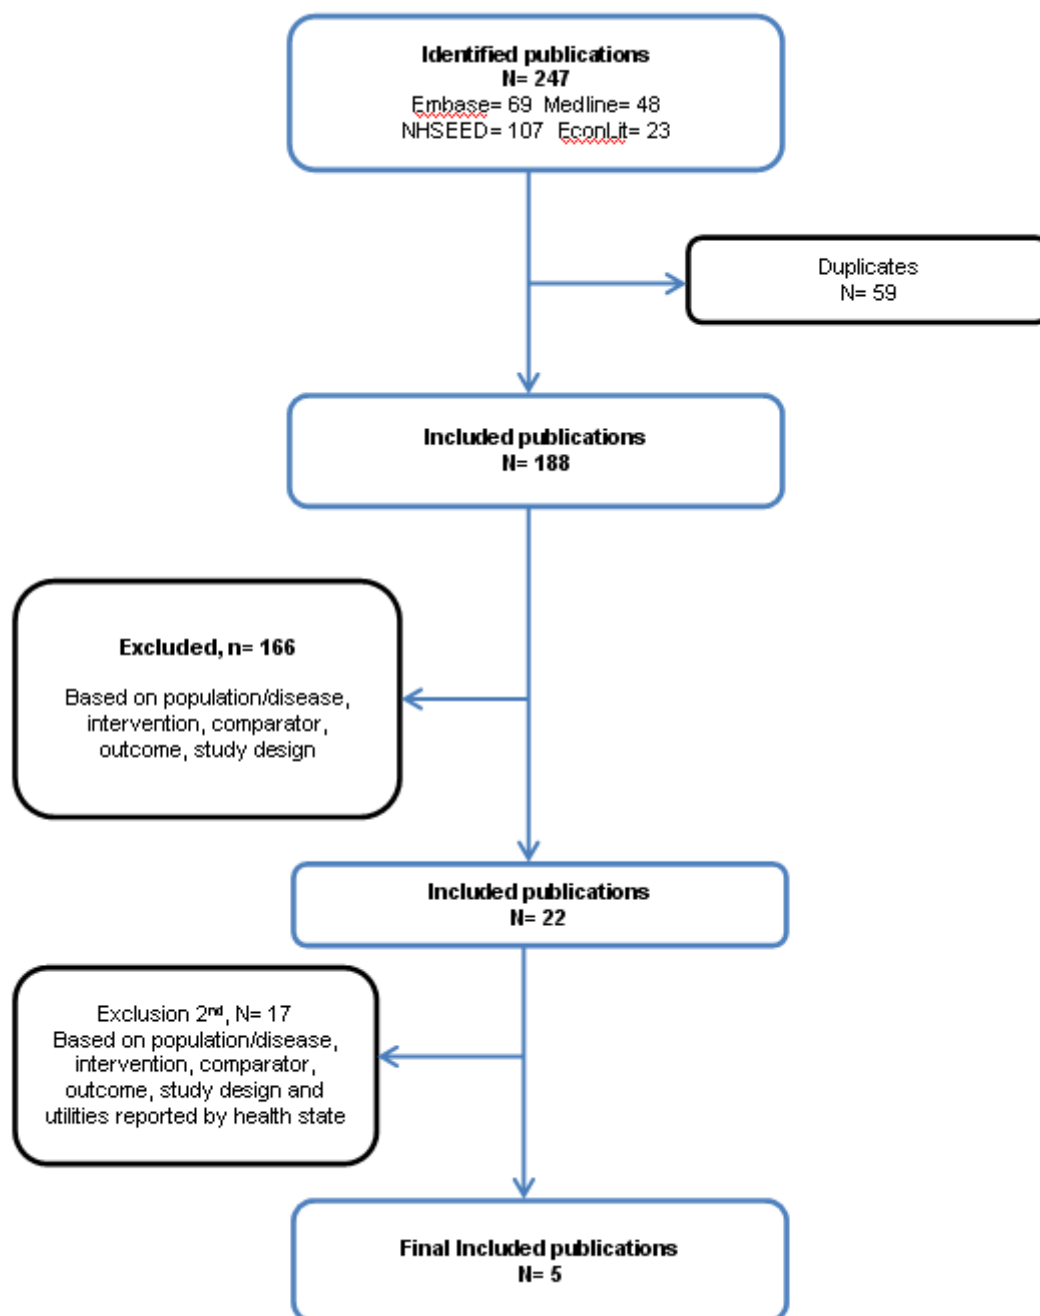 Identified publications
N= 247
Embase= 69 Medline= 48
NHSEED= 107 EconLit= 23
Duplicates
N= 59
Included publications
N= 188
Excluded, n= 166
Based on population/disease,
intervention, comparator,
outcome, study design
Included publications
N= 22
Exclusion 2nd, N= 17
Based on population/disease,
intervention, comparator,
outcome, study design and
utilities reported by health state
Final Included publications
N= 5